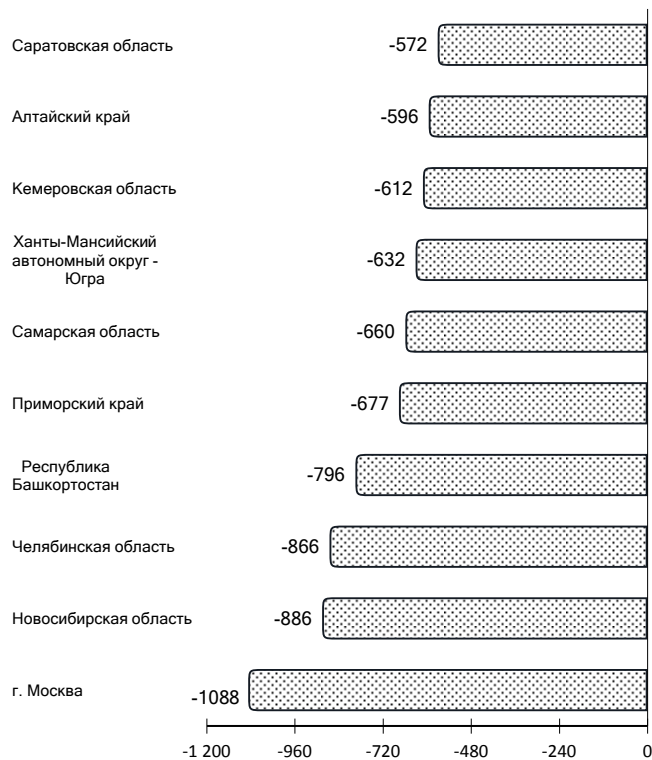 Саратовская область
-572
Алтайский край
-596
Кемеровская область
-612
Ханты-Мансийский
автономный округ -
Югра
-632
Самарская область
-660
Приморский край
-677
Республика
Башкортостан
-796
Челябинская область
-866
Новосибирская область
-886
г. Москва
-1088
-1 200 -960 -720 -480 -240 0